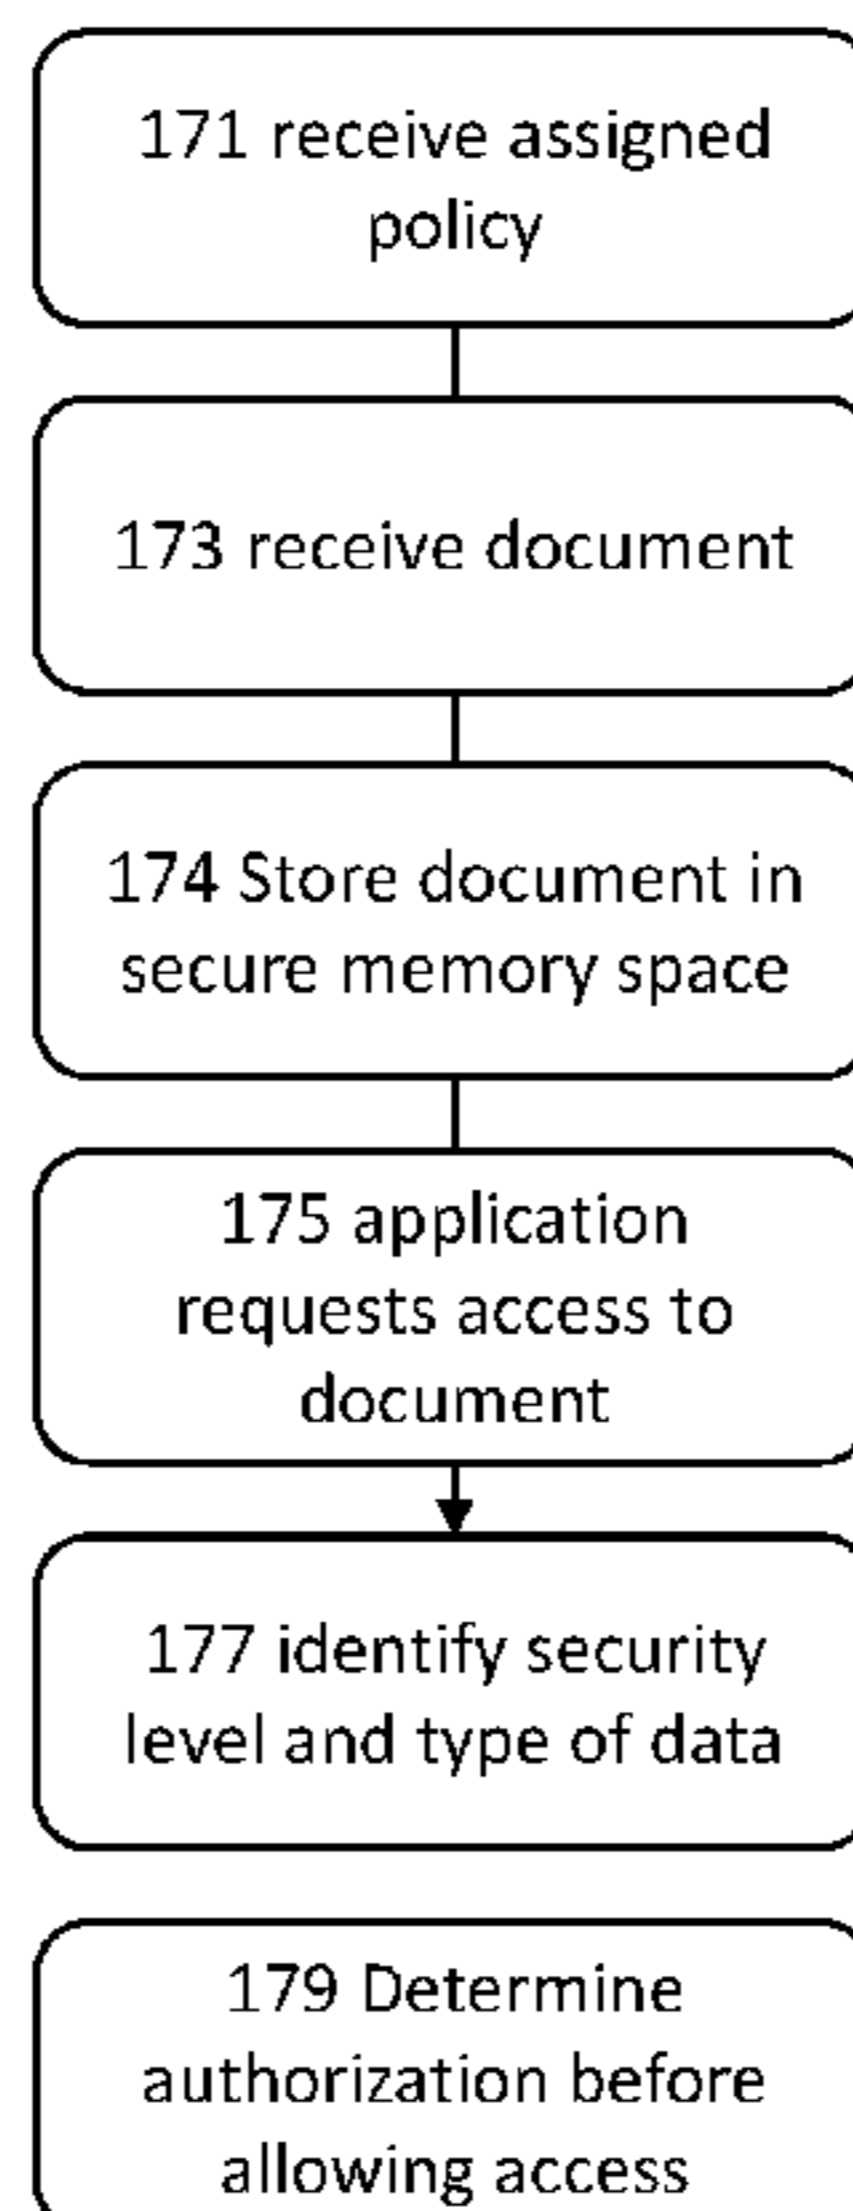 171 receive assigned
policy
173 receive document
174 Store document in
secure memory space
175 application
requests access to
document
177 identify security
level and type of data
179 Determine
authorization before
allowing access